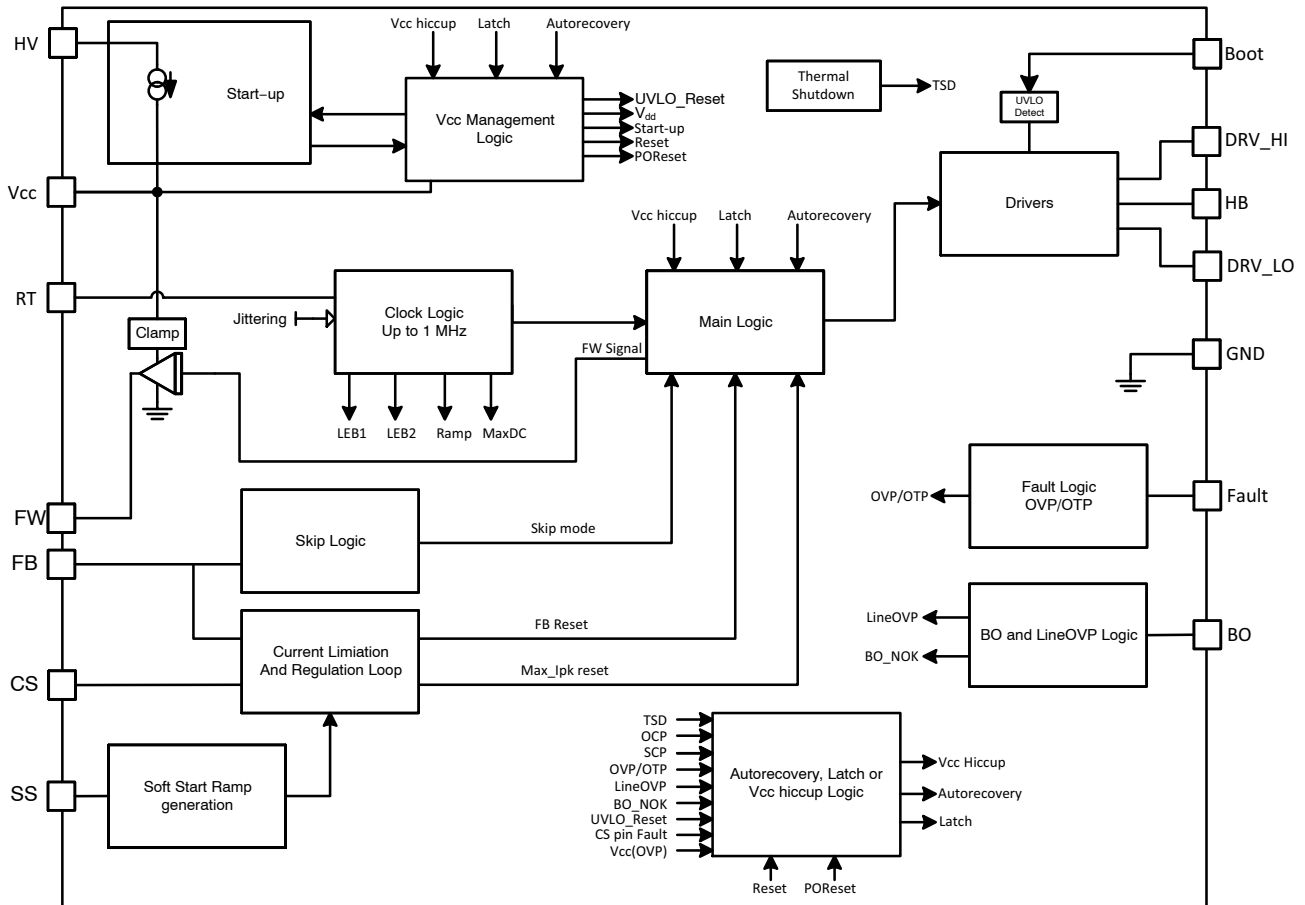 HV
Start-up
Vcc hiccup
Latch
Autorecovery
Vcc Management
Logic
UVLO_Reset
Vdd
Start-up
Reset
POReset
Thermal
Shutdown
TSD
Boot
UVLO
Detect
DRV_HI
Drivers
HB
DRV_LO
Vcc
Vcc hiccup
Latch
Autorecovery
RT
Jittering
Clock Logic
Up to 1 MHz
Main Logic
FW Signal
Clamp
GND
LEB1
LEB2
Ramp
MaxDC
FW
OVP/OTP
Fault Logic
OVP/OTP
Fault
FB
Skip Logic
Skip mode
FB Reset
Current Limiation
And Regulation Loop
Max_Ipk reset
CS
LineOVP
BO_NOK
BO and LineOVP Logic
BO
SS
Soft Start Ramp
generation
TSD
OCP
SCP
OVP/OTP
LineOVP
BO_NOK
UVLO_Reset
CS pin Fault
Vcc(OVP)
Autorecovery, Latch or
Vcc hiccup Logic
Vcc Hiccup
Autorecovery
Latch
Reset
POReset